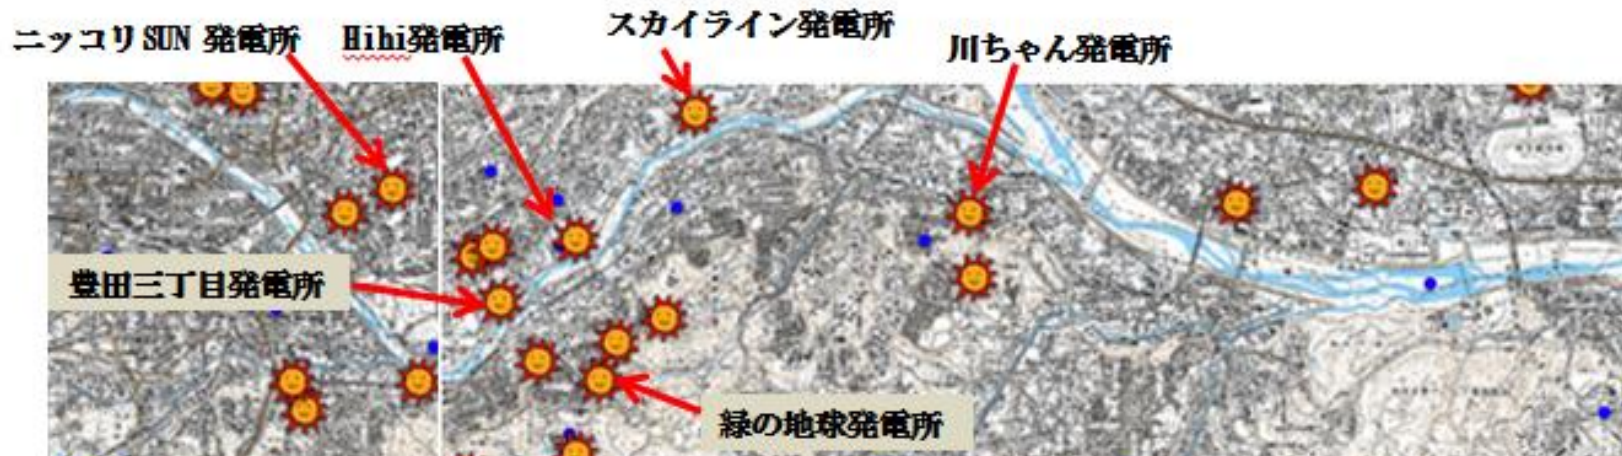 ニッコリSUN 発電所
Hihi発電所
スカイライン発電所
川ちゃん発電所
豊田三丁目発電所
緑の地球発電所